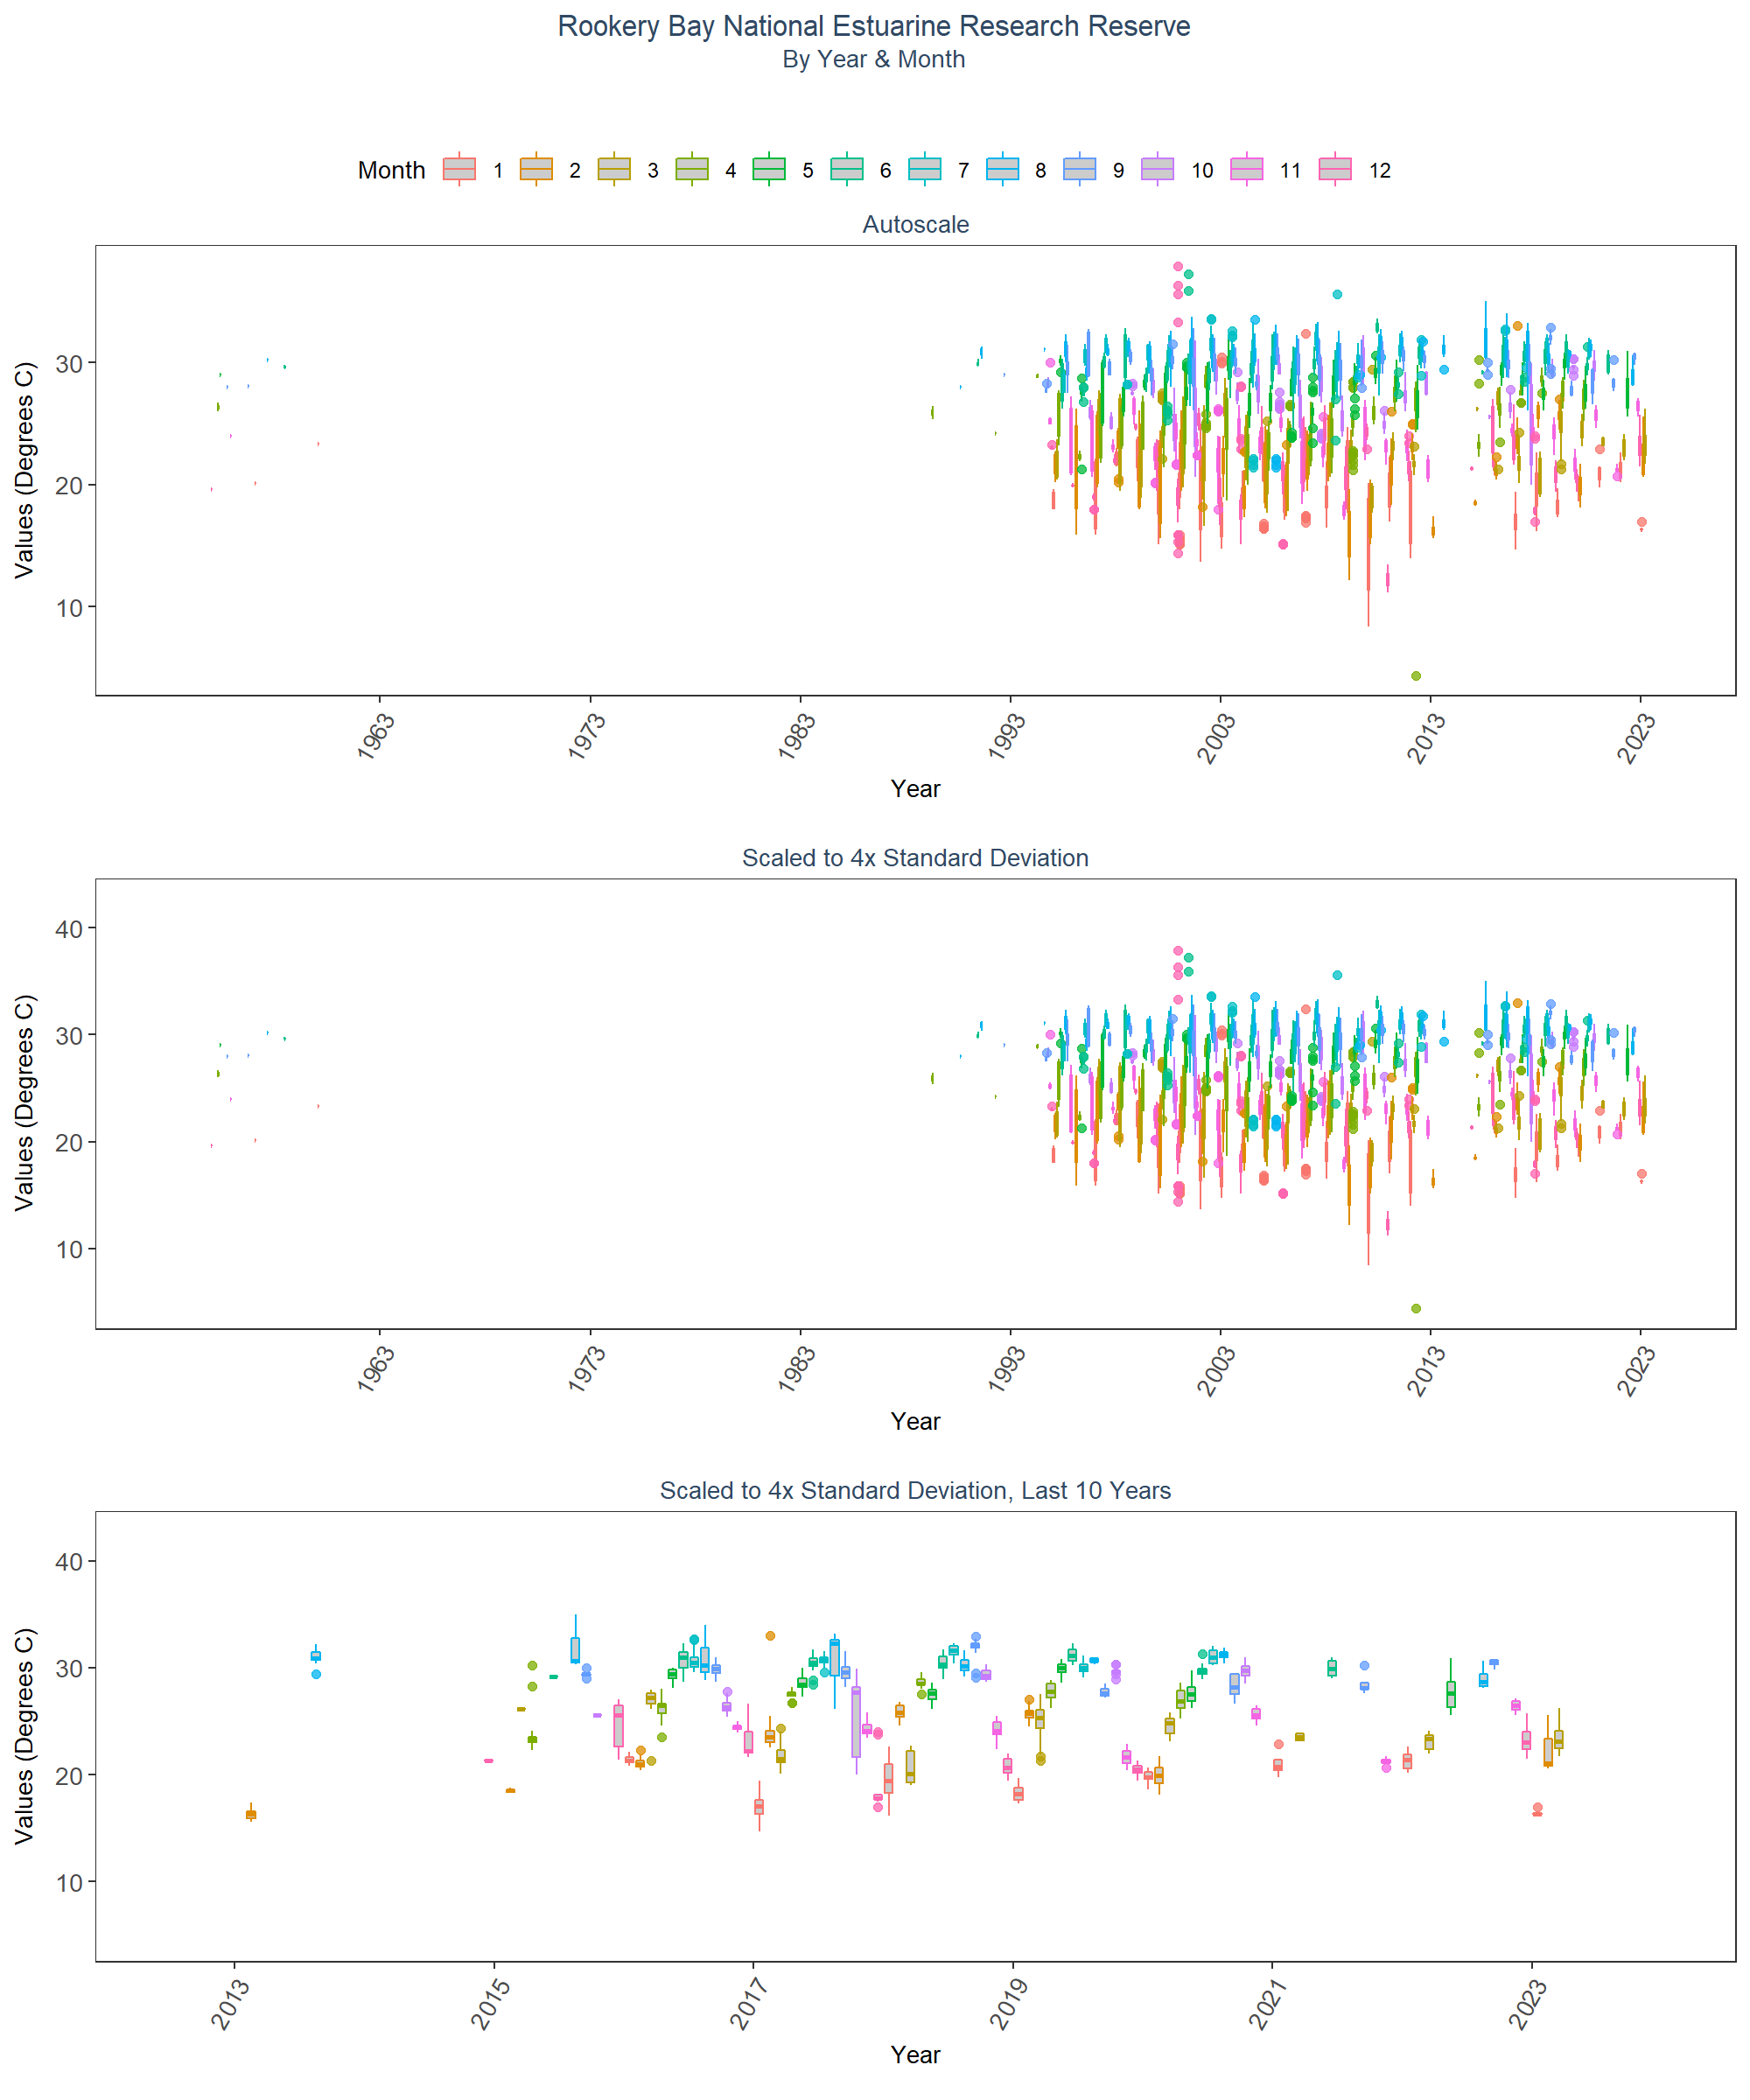 Rookery Bay National Estuarine Research Reserve
By Year & Month
Month 1 2 3 4 5 6 7 8 9 10 11 12
Autoscale
Values (Degrees C)
30
20
10
1963 1973 1983 1993 2003 2013 2023
Year
Scaled to 4x Standard Deviation
Values (Degrees C)
40
30
20
10
1963 1973 1983 1993 2003 2013 2023
Year
Scaled to 4x Standard Deviation, Last 10 Years
Values (Degrees C)
40
30
20
10
2013 2015 2017 2019 2021 2023
Year